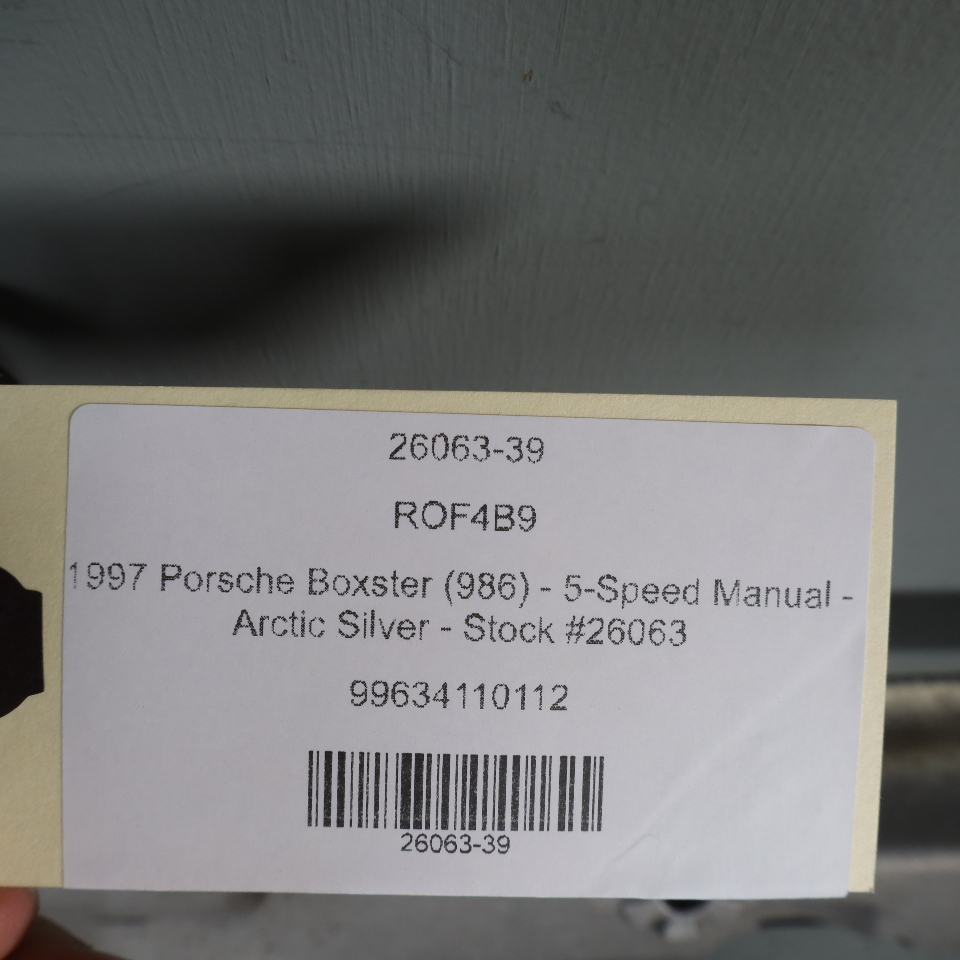 26063-39
ROF4B9
1997 Porsche Boxster (986) - 5-Speed Manual -
Arctic Silver - Stock #26063
99634110112
26063-39